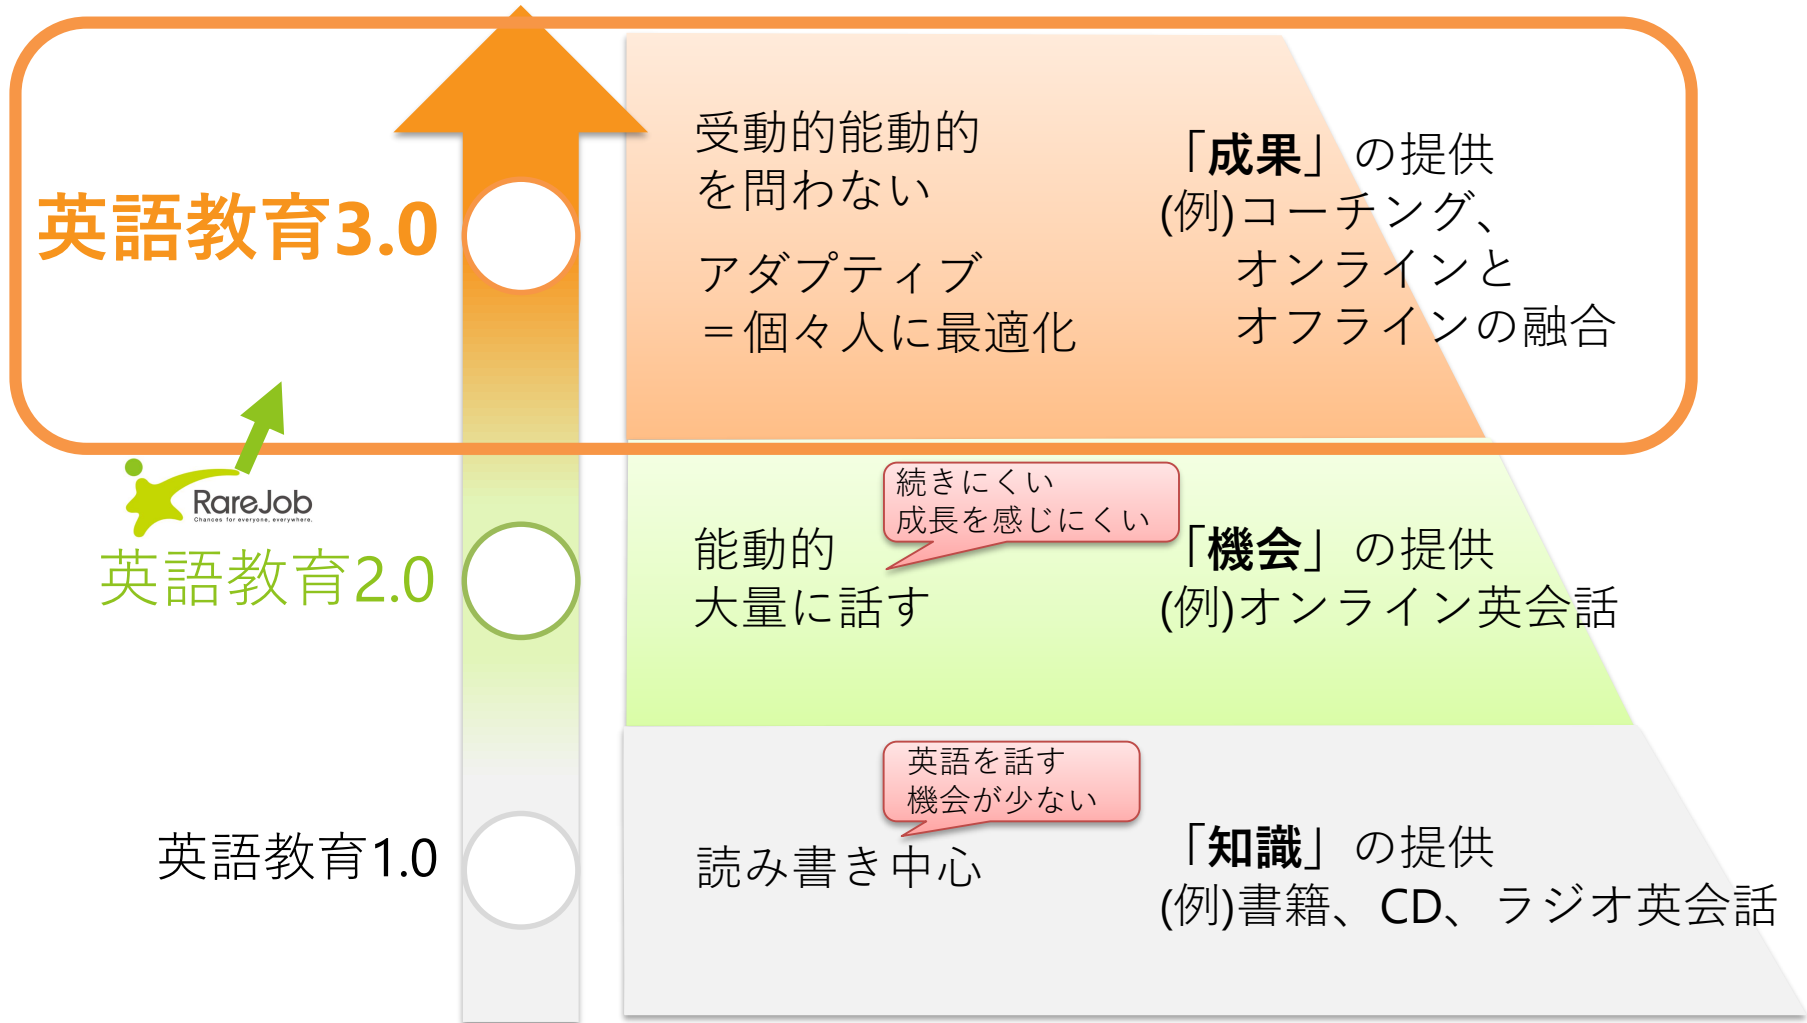 英語教育3.0
受動的能動的
を問わない
アダプティブ
＝個々人に最適化
「成果」の提供
(例)コーチング、
オンラインと
オフラインの融合
RareJob
Chances for everyone, everywhere.
英語教育2.0
続きにくい
成長を感じにくい
能動的
大量に話す
「機会」の提供
(例)オンライン英会話
英語教育1.0
英語を話す
機会が少ない
読み書き中心
「知識」の提供
(例)書籍、CD、ラジオ英会話